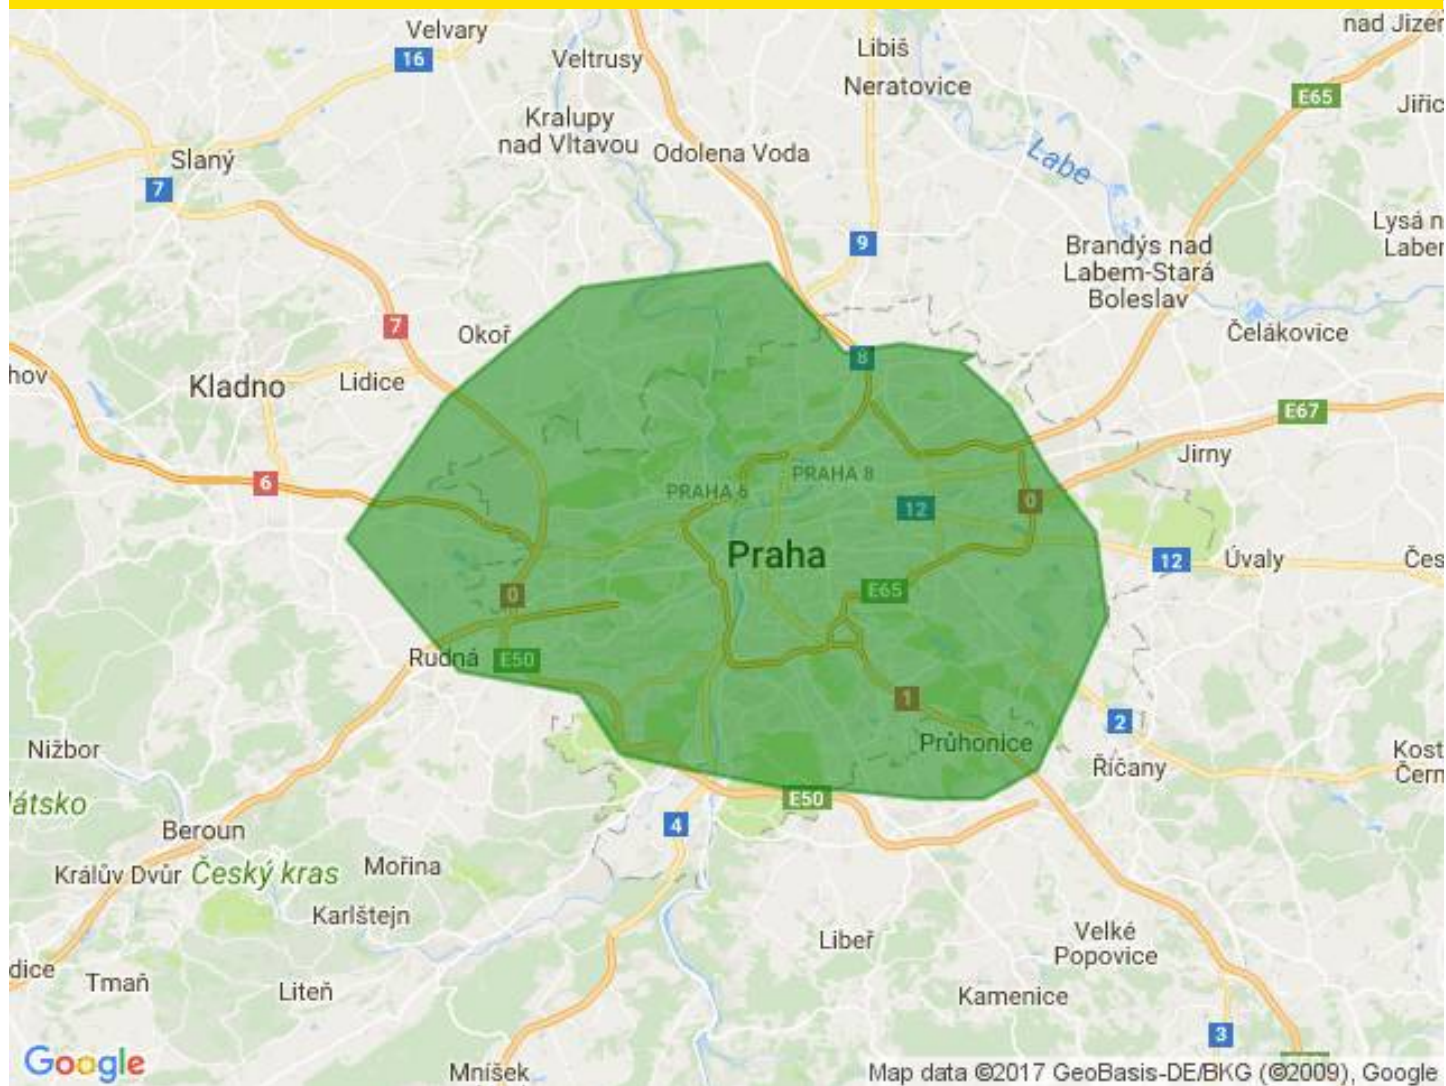 Velvary
16
Veltrusy
Libiš
nad Jizer
Neratovice
E65
Jiřic
Kralupy
nad Vltavou
Odolena Voda
Labe
Slaný
7
9
Lysá n
Laber
Brandýs nad
Labem-Stará
Boleslav
7
Okoř
Čelákovice
8
hov
Kladno
Lidice
E67
Jirny
6
PRAHA 6
PRAHA 8
0
12
Praha
12
Úvaly
Čes
0
E65
Rudná
E50
1
2
Průhonice
Nižbor
Říčany
Kost
Čern
látsko
E50
Beroun
4
Králův Dvůr
Český kras
Mořina
Karlštejn
Libeř
Velké
Popovice
dice
Tmaň
Liteň
Kamenice
3
Google
Mníšek
Map data ©2017 GeoBasis-DE/BKG (©2009), Google